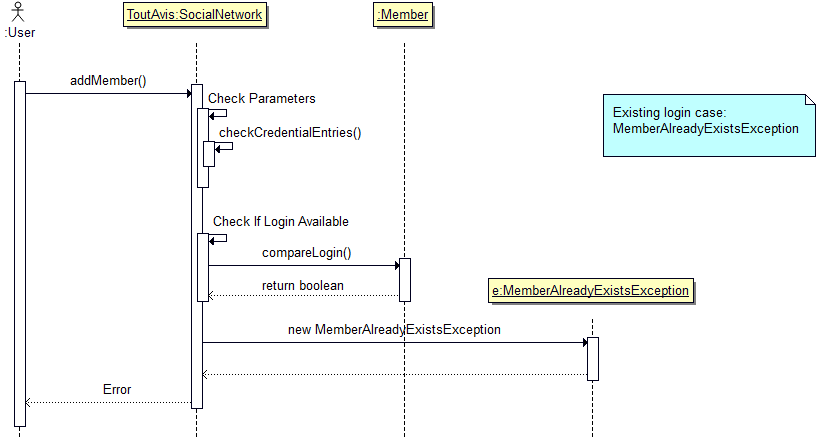 :User
ToutAvis:SocialNetwork
:Member
addMember()
Check Parameters
checkCredentialEntries()
Existing login case:
MemberAlreadyExistsException
Check If Login Available
compareLogin()
return boolean
e:MemberAlreadyExistsException
new MemberAlreadyExistsException
Error